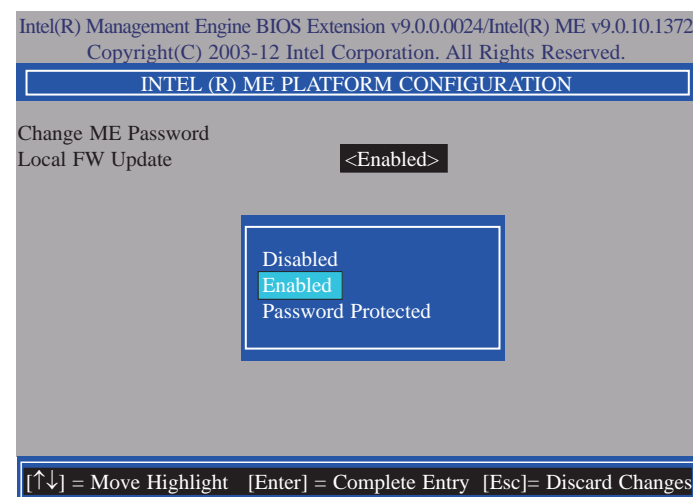 Intel(R) Management Engine BIOS Extension v9.0.0.0024/Intel(R) ME v9.0.10.1372
Copyright(C) 2003-12 Intel Corporation. All Rights Reserved.
INTEL (R) ME PLATFORM CONFIGURATION
Change ME Password
Local FW Update <Enabled>
Disabled
Enabled
Password Protected
[↑↓] = Move Highlight [Enter] = Complete Entry [Esc]= Discard Changes